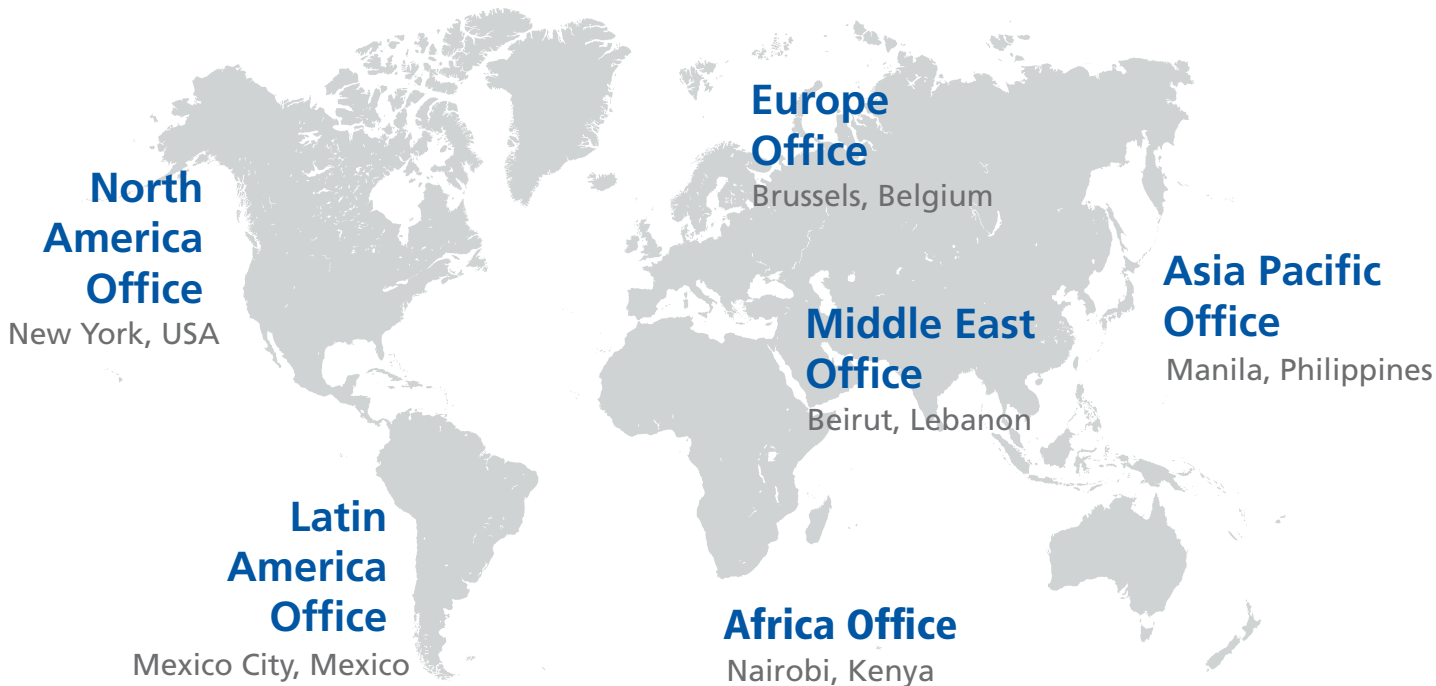 North
America
Office
New York, USA
Europe
Office
Brussels, Belgium
Asia Pacific
Office
Manila, Philippines
Middle East
Office
Beirut, Lebanon
Latin
America
Office
Mexico City, Mexico
Africa Office
Nairobi, Kenya